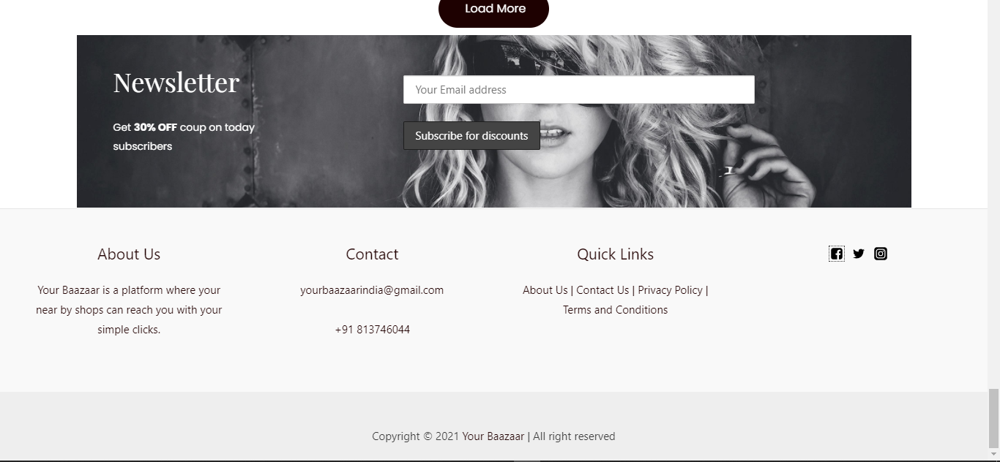 Load More
Newsletter
Your Email address
Get 30% OFF coup on today
subscribers
Subscribe for discounts
About Us
Your Baazaar is a platform where your
near by shops can reach you with your
simple clicks.
Contact
yourbaazaarindia@gmail.com
+91 813746044
Quick Links
About Us | Contact Us | Privacy Policy |
Terms and Conditions
Copyright © 2021 Your Baazaar | All right reserved